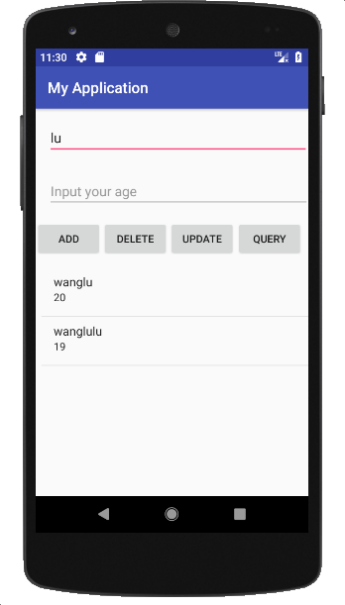 11:30
My Application
lu
Input your age
ADD DELETE UPDATE QUERY
wanglu
20
wanglulu
19